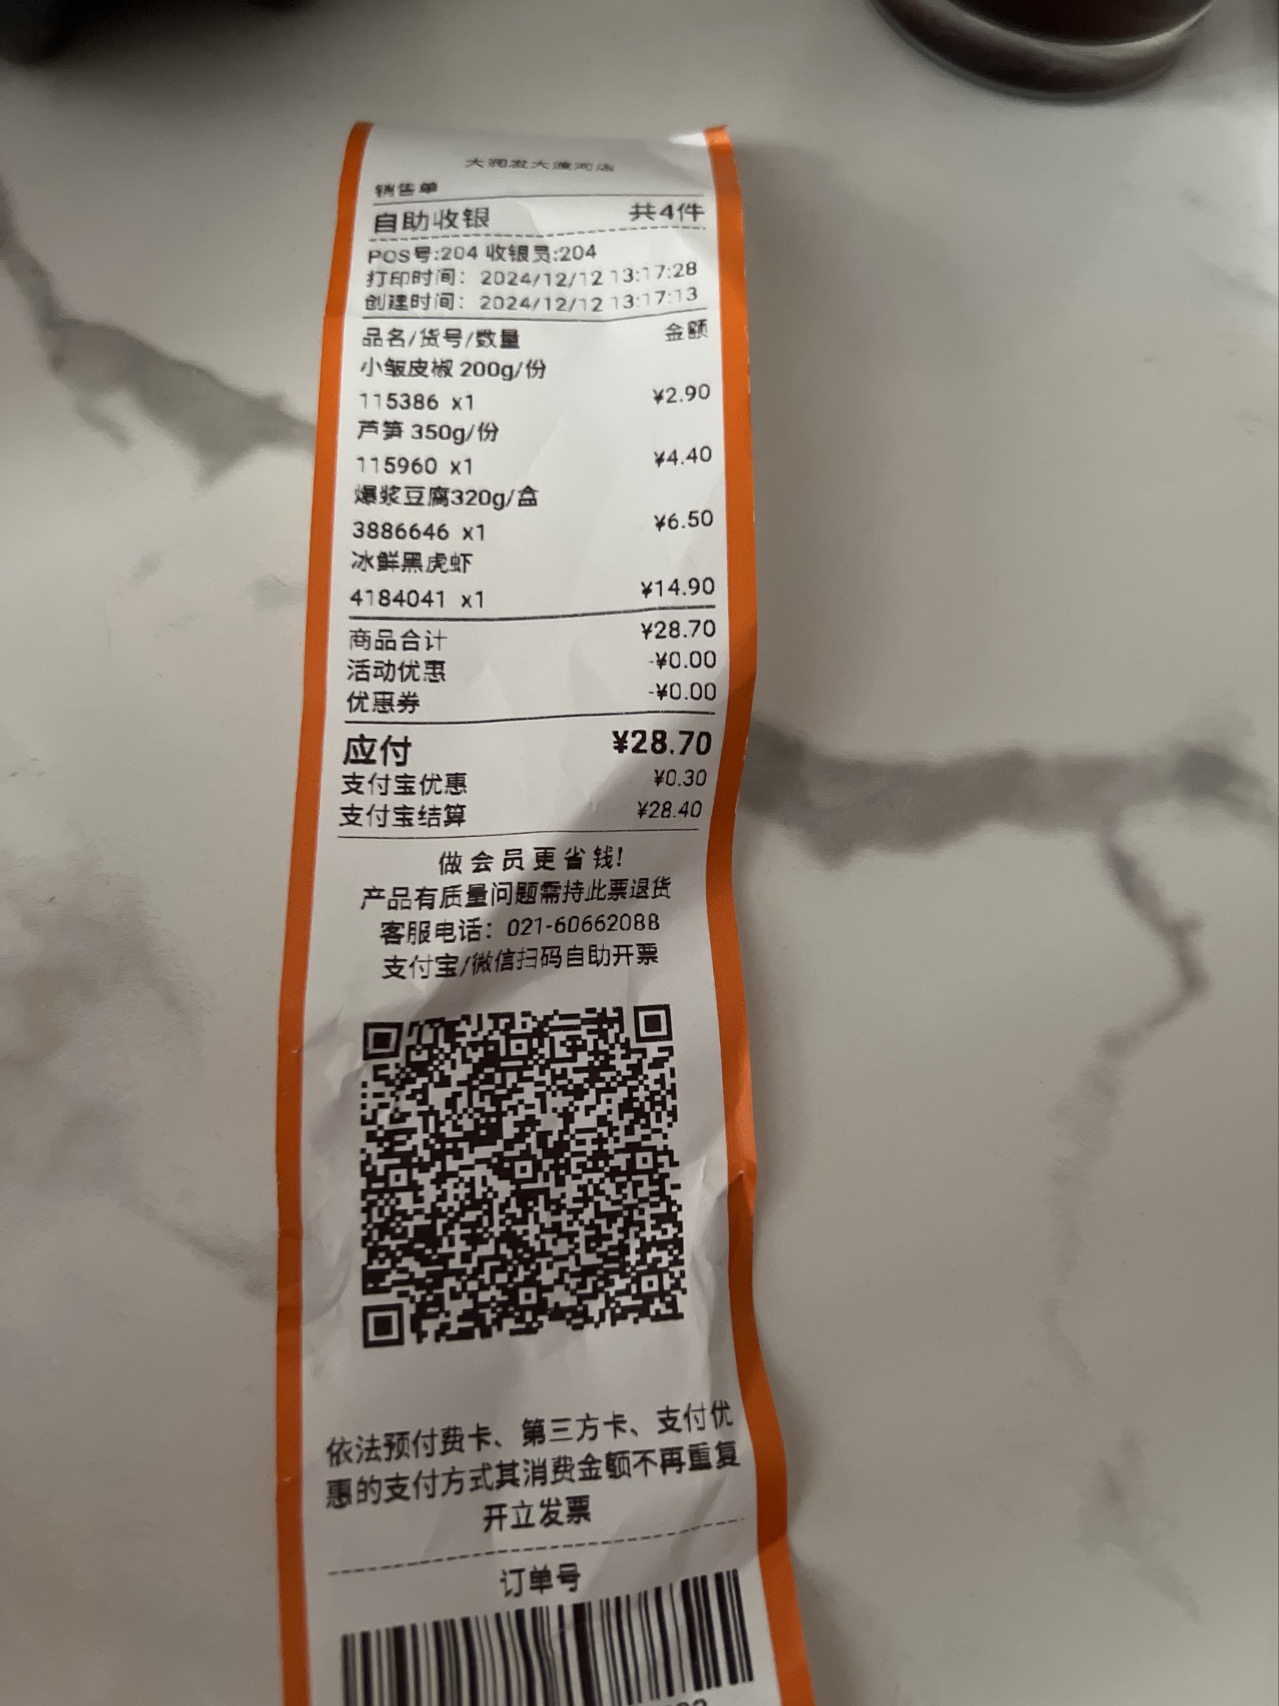 大润发大渡河店
销售单
自助收银 共4件
POS号:204 收银员:204
打印时间: 2024/12/12 13:17:28
创建时间: 2024/12/12 13:17:13
品名/货号/数量 金额
小皱皮椒 200g/份
115386 x1 ¥2.90
芦笋 350g/份
115960 x1 ¥4.40
爆浆豆腐320g/盒
3886646 x1 ¥6.50
冰鲜黑虎虾
4184041 x1 ¥14.90
商品合计 ¥28.70
活动优惠 -¥0.00
优惠券 -¥0.00
应付 ¥28.70
支付宝优惠 ¥0.30
支付宝结算 ¥28.40
做会员更省钱!
产品有质量问题需持此票退货
客服电话: 021-60662088
支付宝/微信扫码自助开票
依法预付费卡、第三方卡、支付优
惠的支付方式其消费金额不再重复
开立发票
订单号